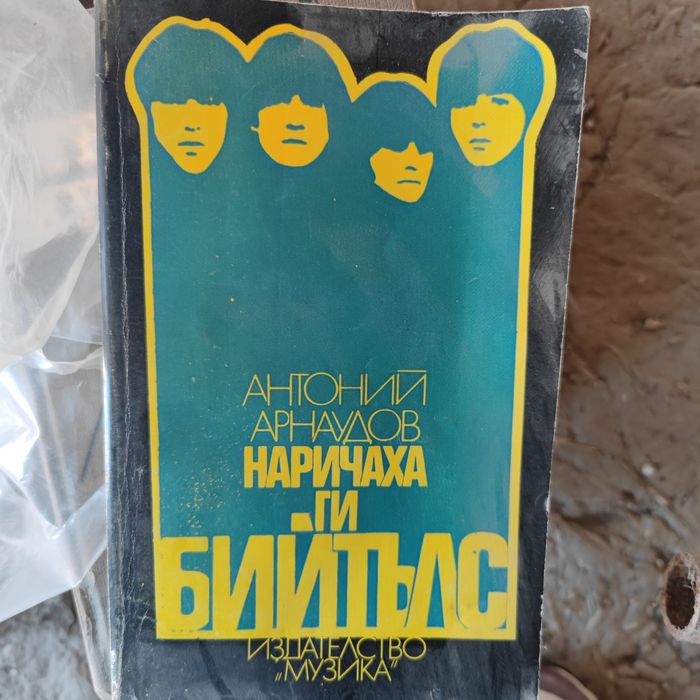 АНТОНИЙ
АРНАУДОВ
НАРИЧАХА
ГИ
БИЙТЪЛС
ИЗДАТЕЛСТВО
„МУЗИКА"